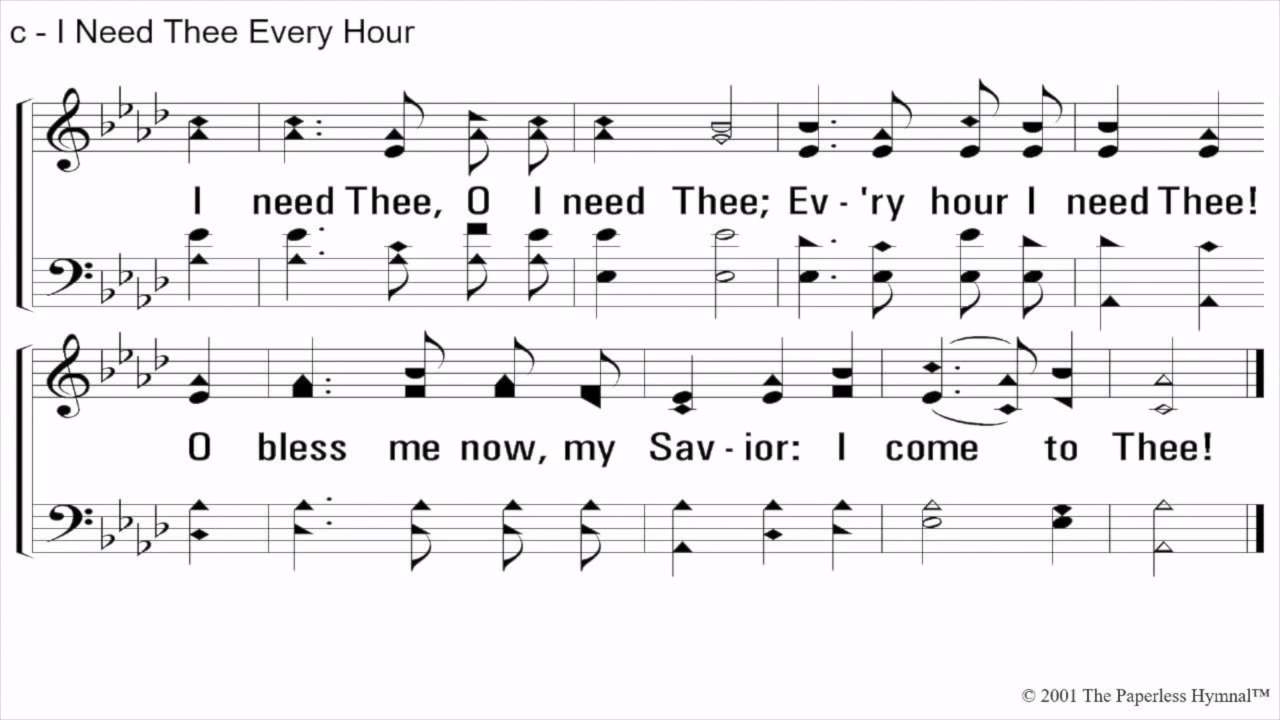 c - I Need Thee Every Hour
I need Thee, O I need Thee; Ev - 'ry hour I need Thee!
O bless me now, my Sav - ior: I come to Thee!
© 2001 The Paperless Hymnal™